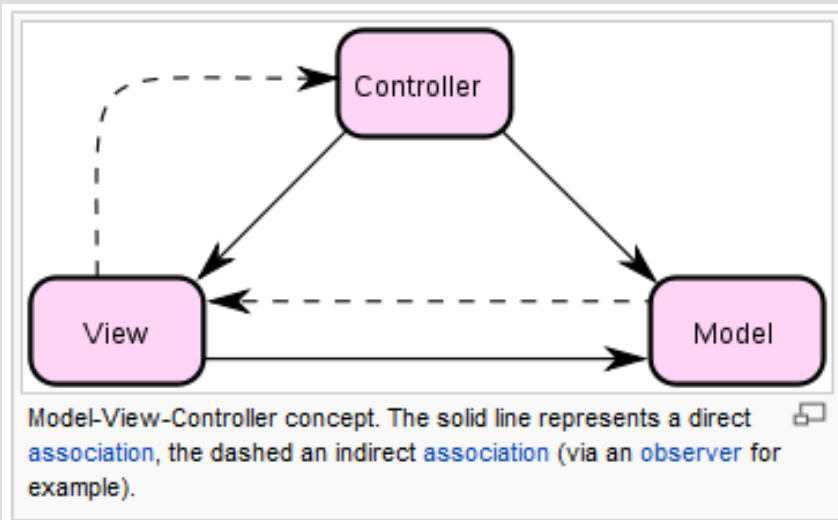 Controller
View
Model
Model-View-Controller concept. The solid line represents a direct
association, the dashed an indirect association (via an observer for
example).